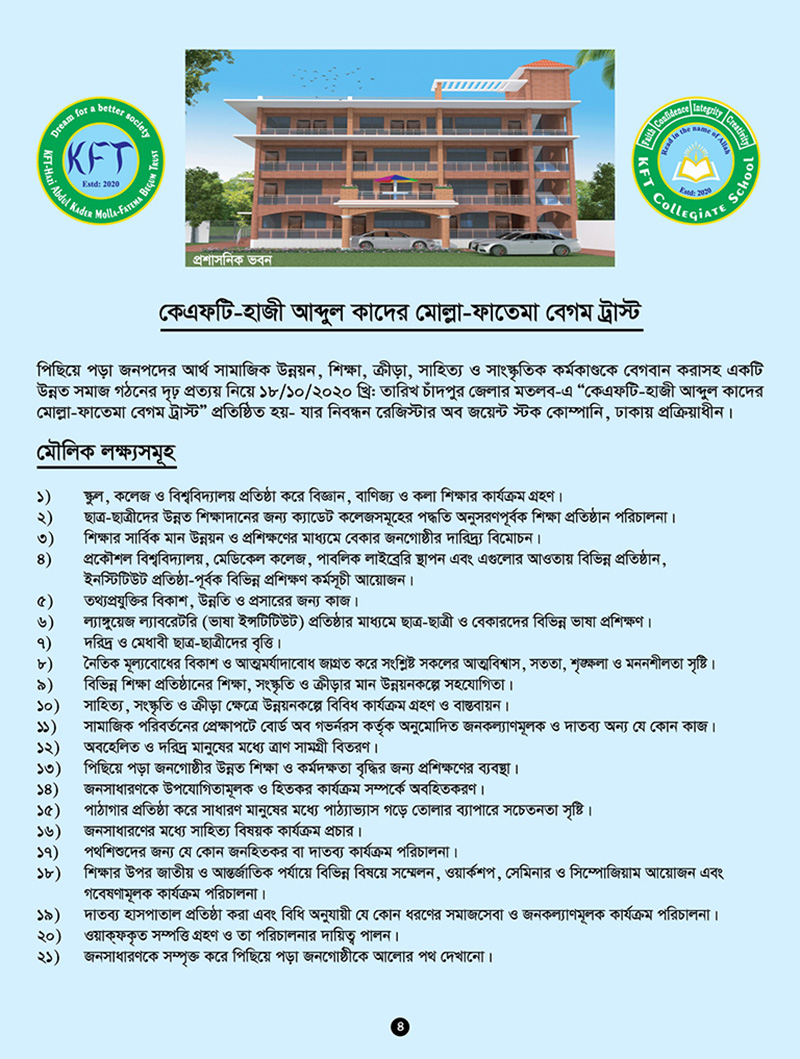 Dream for a better society
KFT
Estd: 2020
KFT-Hazi Abdul Kader Molla-Fatema Begum Trust
প্রশাসনিক ভবন
Faith Confidence Integrity Creativity
Read in the name of Allah
Estd: 2020
KFT Collegiate School
কেএফটি-হাজী আব্দুল কাদের মোল্লা-ফাতেমা বেগম ট্রাস্ট
পিছিয়ে পড়া জনপদের আর্থ সামাজিক উন্নয়ন, শিক্ষা, ক্রীড়া, সাহিত্য ও সাংস্কৃতিক কর্মকাণ্ডকে বেগবান করাসহ একটি
উন্নত সমাজ গঠনের দৃঢ় প্রত্যয় নিয়ে ১৮/১০/২০২০ খ্রি: তারিখ চাঁদপুর জেলার মতলব-এ “কেএফটি-হাজী আব্দুল কাদের
মোল্লা-ফাতেমা বেগম ট্রাস্ট” প্রতিষ্ঠিত হয়- যার নিবন্ধন রেজিস্টার অব জয়েন্ট স্টক কোম্পানি, ঢাকায় প্রক্রিয়াধীন।
মৌলিক লক্ষ্যসমূহ
১) স্কুল, কলেজ ও বিশ্ববিদ্যালয় প্রতিষ্ঠা করে বিজ্ঞান, বাণিজ্য ও কলা শিক্ষার কার্যক্রম গ্রহণ।
২) ছাত্র-ছাত্রীদের উন্নত শিক্ষাদানের জন্য ক্যাডেট কলেজসমূহের পদ্ধতি অনুসরণপূর্বক শিক্ষা প্রতিষ্ঠান পরিচালনা।
৩) শিক্ষার সার্বিক মান উন্নয়ন ও প্রশিক্ষণের মাধ্যমে বেকার জনগোষ্ঠীর দারিদ্র্য বিমোচন।
৪) প্রকৌশল বিশ্ববিদ্যালয়, মেডিকেল কলেজ, পাবলিক লাইব্রেরি স্থাপন এবং এগুলোর আওতায় বিভিন্ন প্রতিষ্ঠান,
ইনস্টিটিউট প্রতিষ্ঠা-পূর্বক বিভিন্ন প্রশিক্ষণ কর্মসূচী আয়োজন।
৫) তথ্যপ্রযুক্তির বিকাশ, উন্নতি ও প্রসারের জন্য কাজ।
৬) ল্যাঙ্গুয়েজ ল্যাবরেটরি (ভাষা ইন্সটিটিউট) প্রতিষ্ঠার মাধ্যমে ছাত্র-ছাত্রী ও বেকারদের বিভিন্ন ভাষা প্রশিক্ষণ।
৭) দরিদ্র ও মেধাবী ছাত্র-ছাত্রীদের বৃত্তি।
৮) নৈতিক মূল্যবোধের বিকাশ ও আত্মমর্যাদাবোধ জাগ্রত করে সংশ্লিষ্ট সকলের আত্মবিশ্বাস, সততা, শৃঙ্খলা ও মননশীলতা সৃষ্টি।
৯) বিভিন্ন শিক্ষা প্রতিষ্ঠানের শিক্ষা, সংস্কৃতি ও ক্রীড়ার মান উন্নয়নকল্পে সহযোগিতা।
১০) সাহিত্য, সংস্কৃতি ও ক্রীড়া ক্ষেত্রে উন্নয়নকল্পে বিবিধ কার্যক্রম গ্রহণ ও বাস্তবায়ন।
১১) সামাজিক পরিবর্তনের প্রেক্ষাপটে বোর্ড অব গভর্নরস কর্তৃক অনুমোদিত জনকল্যাণমূলক ও দাতব্য অন্য যে কোন কাজ।
১২) অবহেলিত ও দরিদ্র মানুষের মধ্যে ত্রাণ সামগ্রী বিতরণ।
১৩) পিছিয়ে পড়া জনগোষ্ঠীর উন্নত শিক্ষা ও কর্মদক্ষতা বৃদ্ধির জন্য প্রশিক্ষণের ব্যবস্থা।
১৪) জনসাধারণকে উপযোগিতামূলক ও হিতকর কার্যক্রম সম্পর্কে অবহিতকরণ।
১৫) পাঠাগার প্রতিষ্ঠা করে সাধারণ মানুষের মধ্যে পাঠ্যাভ্যাস গড়ে তোলার ব্যাপারে সচেতনতা সৃষ্টি।
১৬) জনসাধারণের মধ্যে সাহিত্য বিষয়ক কার্যক্রম প্রচার।
১৭) পথশিশুদের জন্য যে কোন জনহিতকর বা দাতব্য কার্যক্রম পরিচালনা।
১৮) শিক্ষার উপর জাতীয় ও আন্তর্জাতিক পর্যায়ে বিভিন্ন বিষয়ে সম্মেলন, ওয়ার্কশপ, সেমিনার ও সিম্পোজিয়াম আয়োজন এবং
গবেষণামূলক কার্যক্রম পরিচালনা।
১৯) দাতব্য হাসপাতাল প্রতিষ্ঠা করা এবং বিধি অনুযায়ী যে কোন ধরণের সমাজসেবা ও জনকল্যাণমূলক কার্যক্রম পরিচালনা।
২০) ওয়াক্‌ফকৃত সম্পত্তি গ্রহণ ও তা পরিচালনার দায়িত্ব পালন।
২১) জনসাধারণকে সম্পৃক্ত করে পিছিয়ে পড়া জনগোষ্ঠীকে আলোর পথ দেখানো।
৪